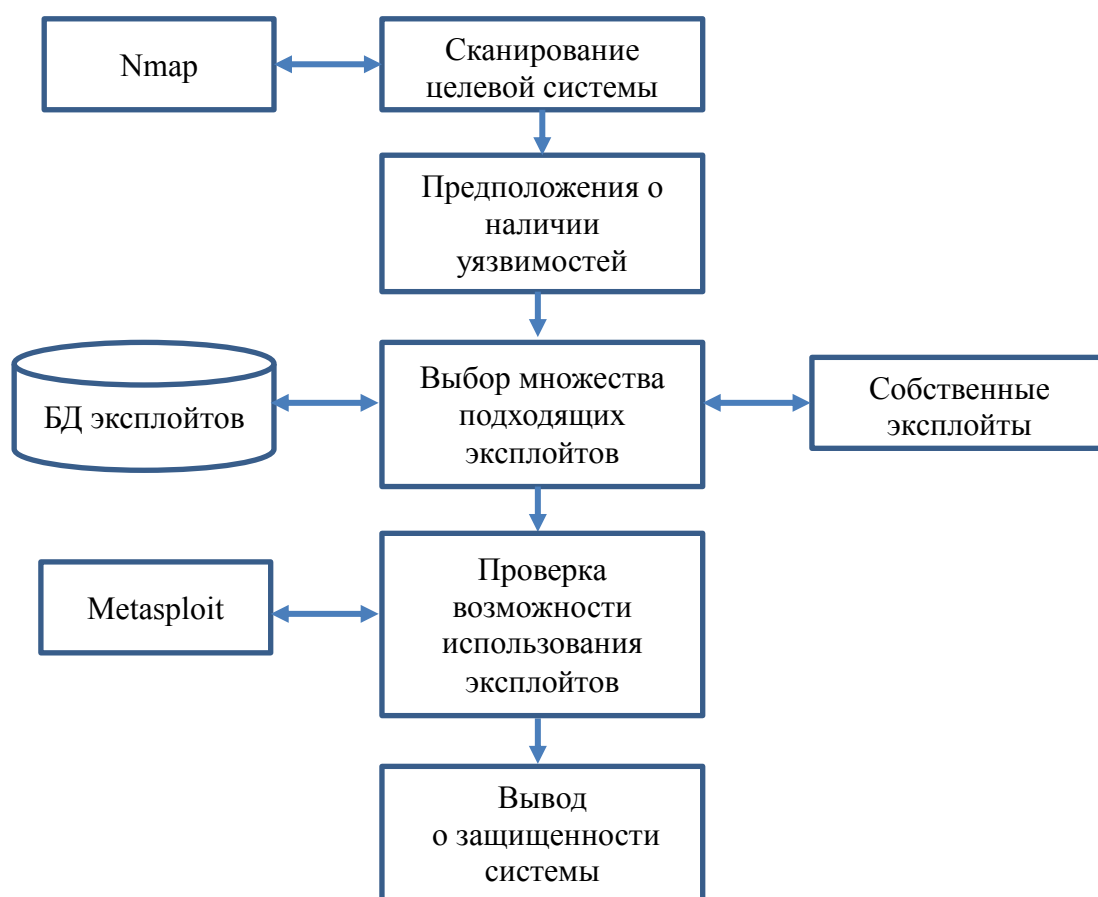 Nmap
Сканирование
целевой системы
Предположения о
наличии
уязвимостей
БД эксплойтов
Выбор множества
подходящих
эксплойтов
Собственные
эксплойты
Metasploit
Проверка
возможности
использования
эксплойтов
Вывод
о защищенности
системы